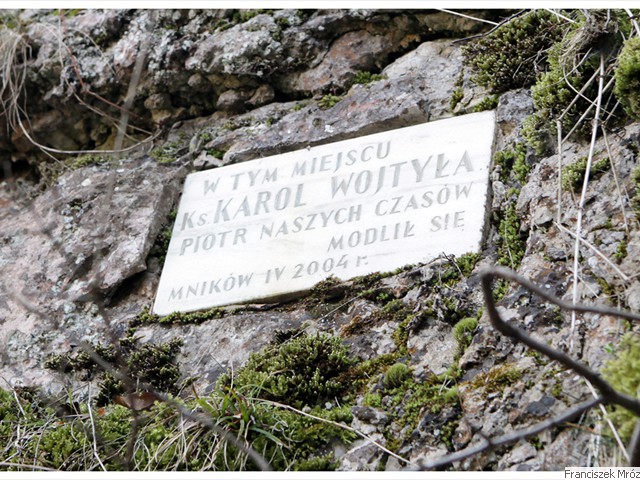 W TYM MIEJSCU
Ks. KAROL WOJTYŁA
PIOTR NASZYCH CZASÓW
MODLIŁ SIĘ
MNIKÓW IV 2004 r.
Franciszek Mróz